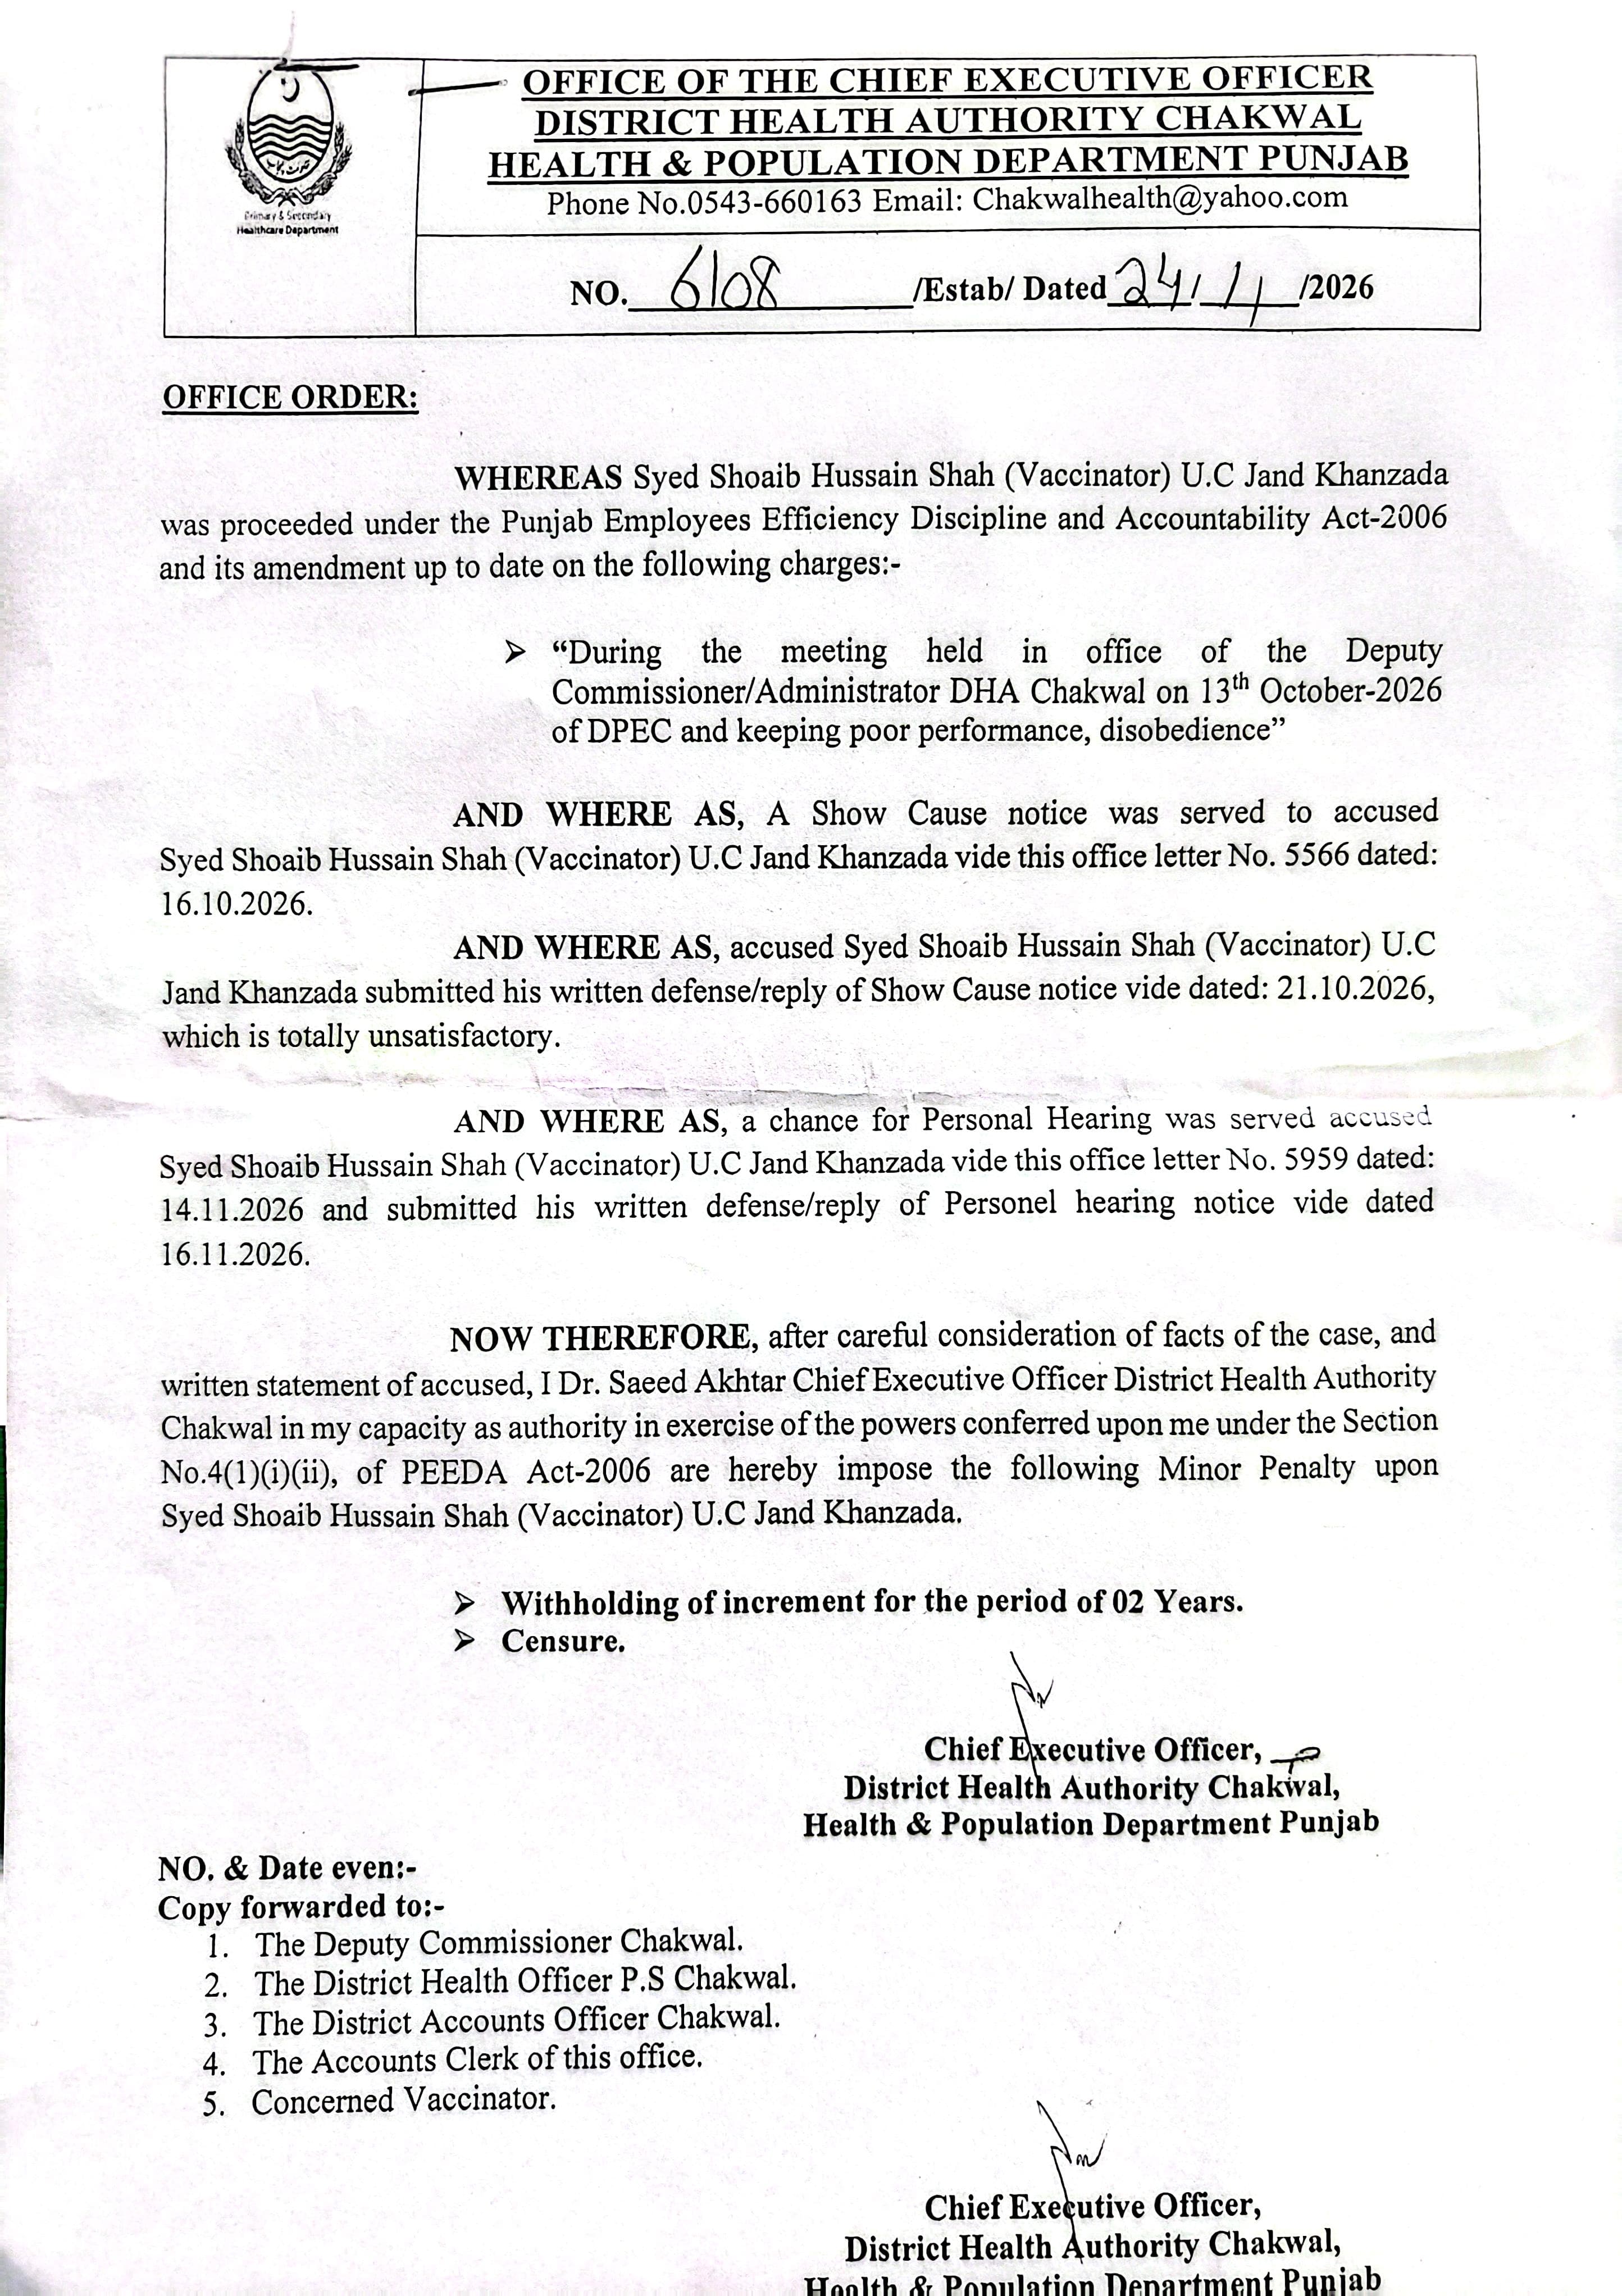 OFFICE OF THE CHIEF EXECUTIVE OFFICER
DISTRICT HEALTH AUTHORITY CHAKWAL
HEALTH & POPULATION DEPARTMENT PUNJAB
Phone No.0543-660163 Email: Chakwalhealth@yahoo.com
Primary & Secondary
Healthcare Department
NO. 6108 /Estab/ Dated 24/ 11 /2026
OFFICE ORDER:
WHEREAS Syed Shoaib Hussain Shah (Vaccinator) U.C Jand Khanzada
was proceeded under the Punjab Employees Efficiency Discipline and Accountability Act-2006
and its amendment up to date on the following charges:-
➢ “During the meeting held in office of the Deputy
Commissioner/Administrator DHA Chakwal on 13th October-2026
of DPEC and keeping poor performance, disobedience”
AND WHERE AS, A Show Cause notice was served to accused
Syed Shoaib Hussain Shah (Vaccinator) U.C Jand Khanzada vide this office letter No. 5566 dated:
16.10.2026.
AND WHERE AS, accused Syed Shoaib Hussain Shah (Vaccinator) U.C
Jand Khanzada submitted his written defense/reply of Show Cause notice vide dated: 21.10.2026,
which is totally unsatisfactory.
AND WHERE AS, a chance for Personal Hearing was served accused
Syed Shoaib Hussain Shah (Vaccinator) U.C Jand Khanzada vide this office letter No. 5959 dated:
14.11.2026 and submitted his written defense/reply of Personel hearing notice vide dated
16.11.2026.
NOW THEREFORE, after careful consideration of facts of the case, and
written statement of accused, I Dr. Saeed Akhtar Chief Executive Officer District Health Authority
Chakwal in my capacity as authority in exercise of the powers conferred upon me under the Section
No.4(1)(i)(ii), of PEEDA Act-2006 are hereby impose the following Minor Penalty upon
Syed Shoaib Hussain Shah (Vaccinator) U.C Jand Khanzada.
➢ Withholding of increment for the period of 02 Years.
➢ Censure.
Chief Executive Officer,
District Health Authority Chakwal,
Health & Population Department Punjab
NO. & Date even:-
Copy forwarded to:-
1. The Deputy Commissioner Chakwal.
2. The District Health Officer P.S Chakwal.
3. The District Accounts Officer Chakwal.
4. The Accounts Clerk of this office.
5. Concerned Vaccinator.
Chief Executive Officer,
District Health Authority Chakwal,
Health & Population Department Punjab